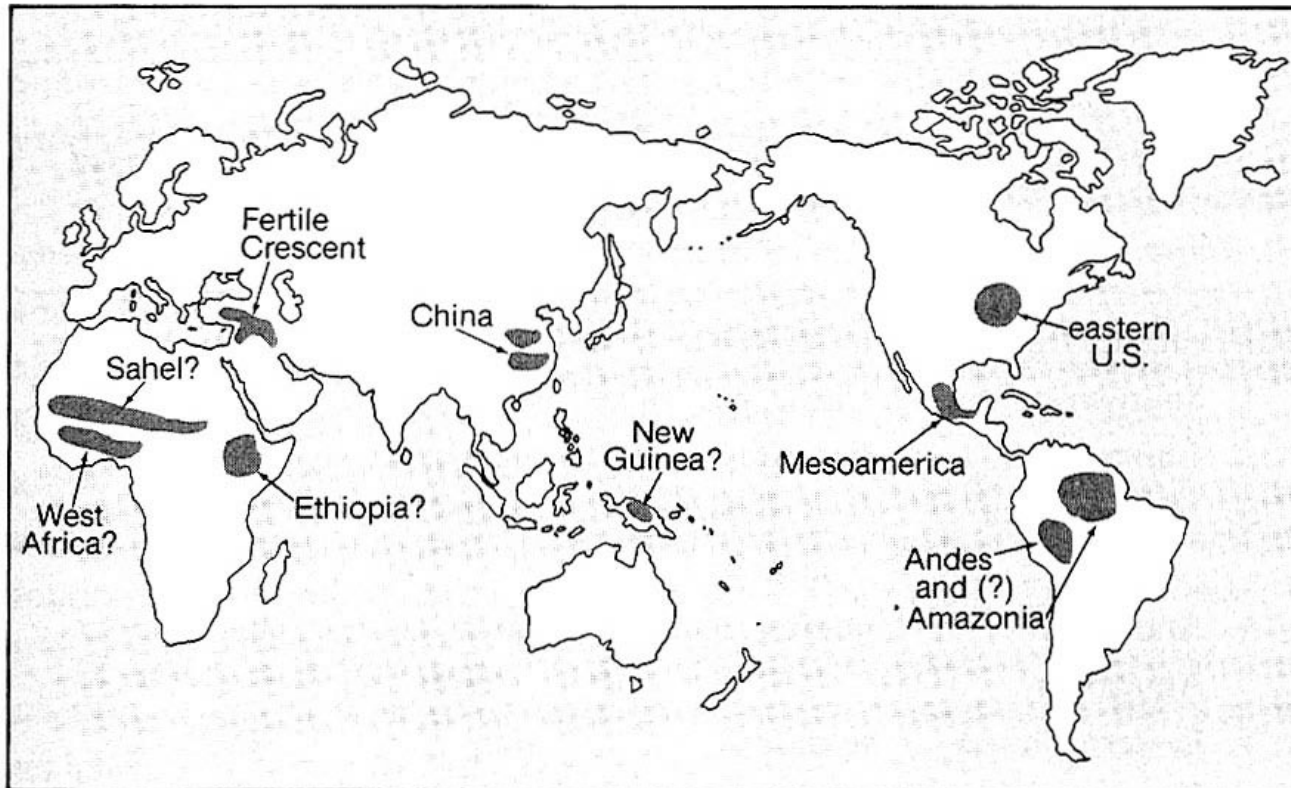 Fertile
Crescent
China
Sahel?
eastern
U.S.
New
Guinea?
Mesoamerica
West
Africa?
Ethiopia?
Andes
and (?)
Amazonia